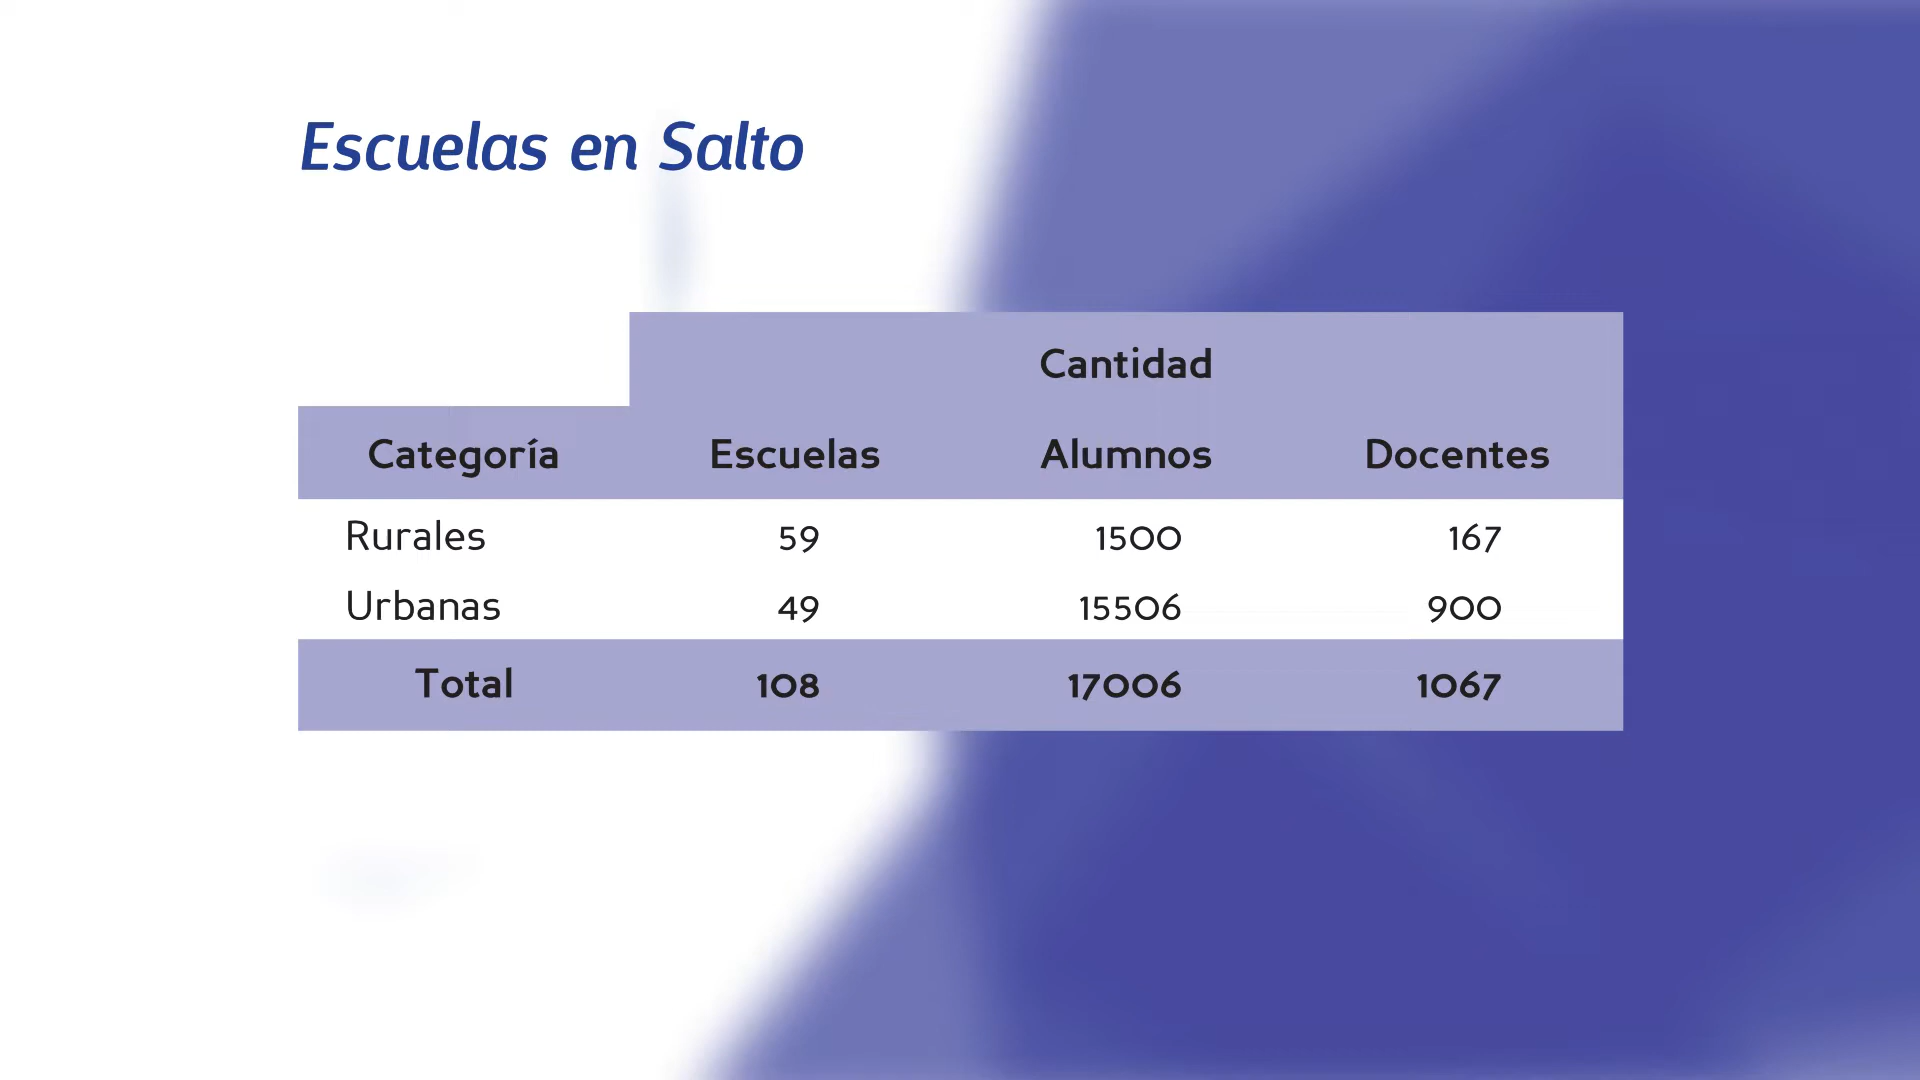 Escuelas en Salto
Cantidad
Categoría Escuelas Alumnos Docentes
Rurales 59 1500 167
Urbanas 49 15506 900
Total 108 17006 1067